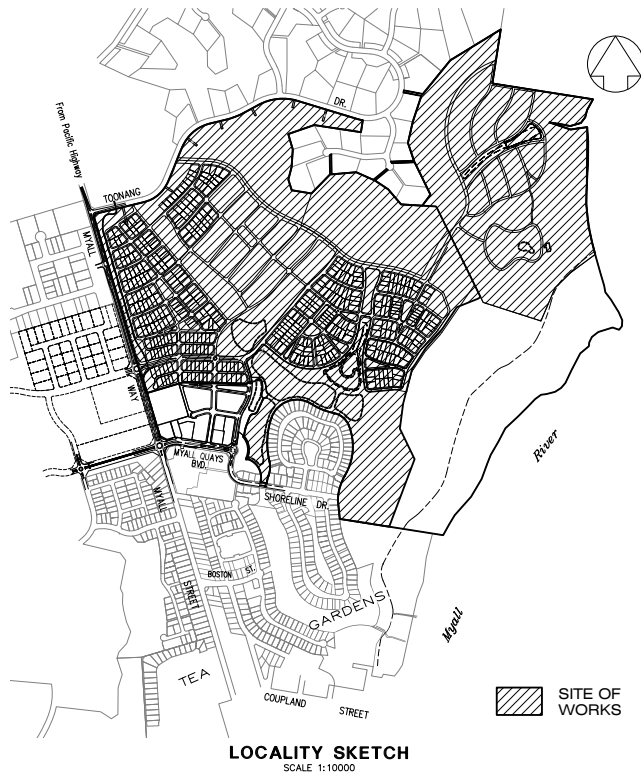 DR.
From Pacific Highway
TOONANG
MYALL
WAY
River
MYALL QUAYS
BVD.
SHORELINE DR.
MYALL
STREET
BOSTON ST.
GARDENS
Myall
TEA
COUPLAND STREET
SITE OF
WORKS
LOCALITY SKETCH
SCALE 1:10000